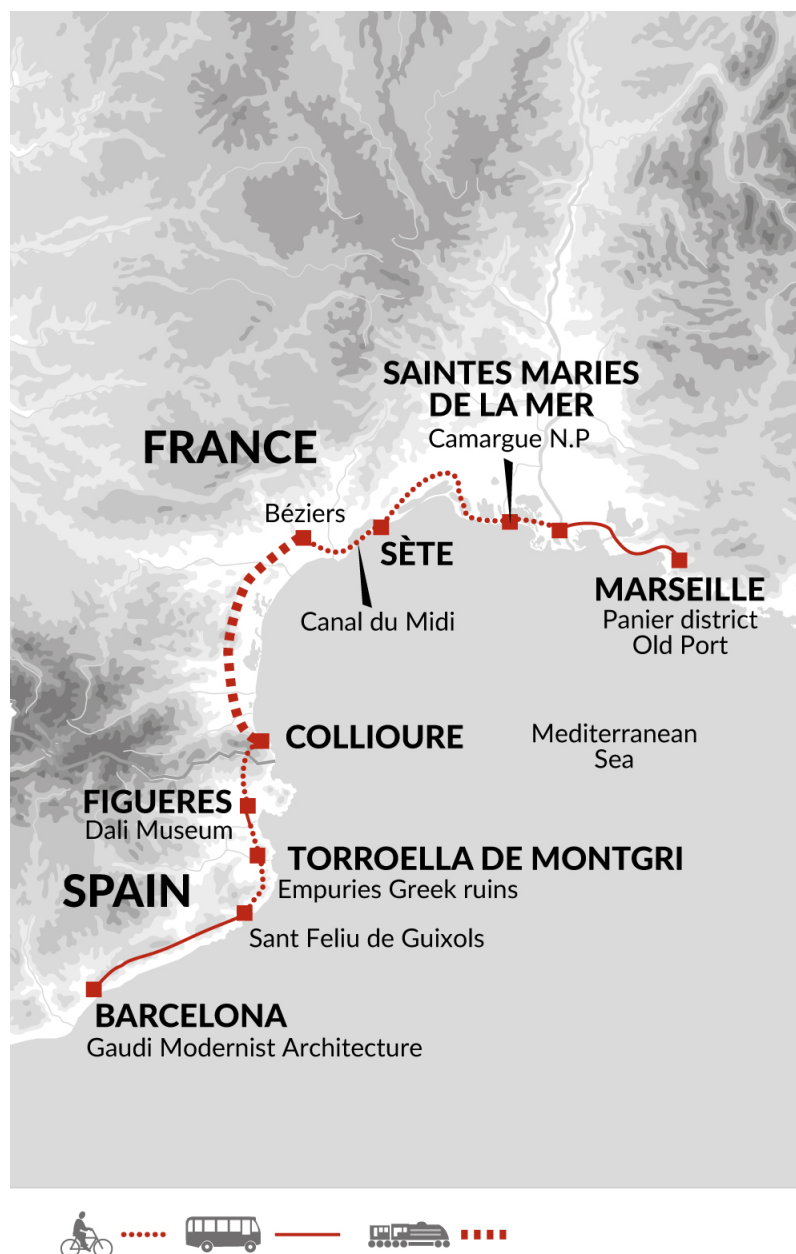 SAINTES MARIES
DE LA MER
Camargue N.P
FRANCE
Béziers
SÈTE
MARSEILLE
Panier district
Old Port
Canal du Midi
COLLIOURE
Mediterranean
Sea
FIGUERES
Dali Museum
TORROELLA DE MONTGRI
Empuries Greek ruins
SPAIN
Sant Feliu de Guixols
BARCELONA
Gaudi Modernist Architecture